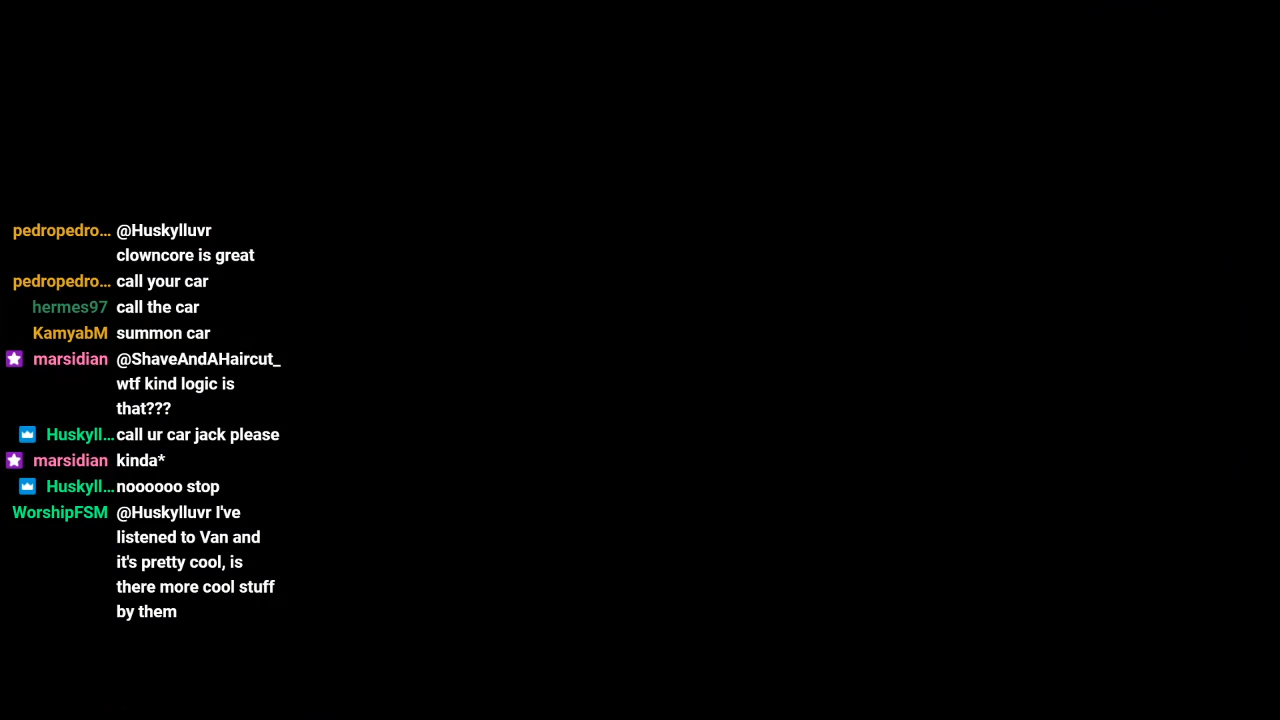 pedropedro… @Huskylluvr
clowncore is great
pedropedro… call your car
hermes97 call the car
KamyabM summon car
marsidian @ShaveAndAHaircut_
wtf kind logic is
that???
Huskyll… call ur car jack please
marsidian kinda*
Huskyll… noooooo stop
WorshipFSM @Huskylluvr I've
listened to Van and
it's pretty cool, is
there more cool stuff
by them